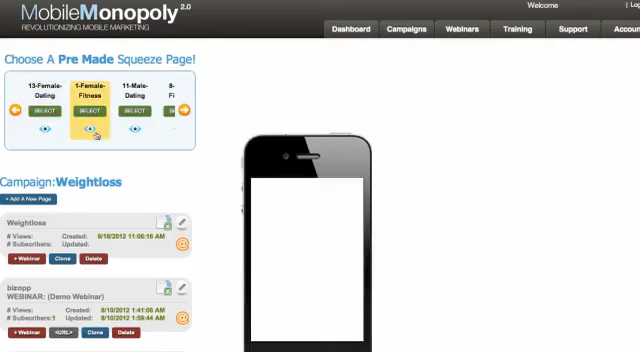 MobileMonopoly 2.0
REVOLUTIONIZING MOBILE MARKETING
Welcome
Dashboard Campaigns Webinars Training Support
Choose A Pre Made Squeeze Page!
13-Female-Dating 1-Female-Fitness 11-Male-Dating 8-
SELECT SELECT SELECT
Campaign:Weightloss
+ Add A New Page
Weightloss
# Views: Created: 8/18/2012 11:06:16 AM
# Subscribers: Updated:
+ Webinar Clone Delete
bizopp
WEBINAR: (Demo Webinar)
# Views: Created: 8/10/2012 1:41:06 AM
# Subscribers:1 Updated: 8/10/2012 1:59:44 AM
+ Webinar <URL> Clone Delete